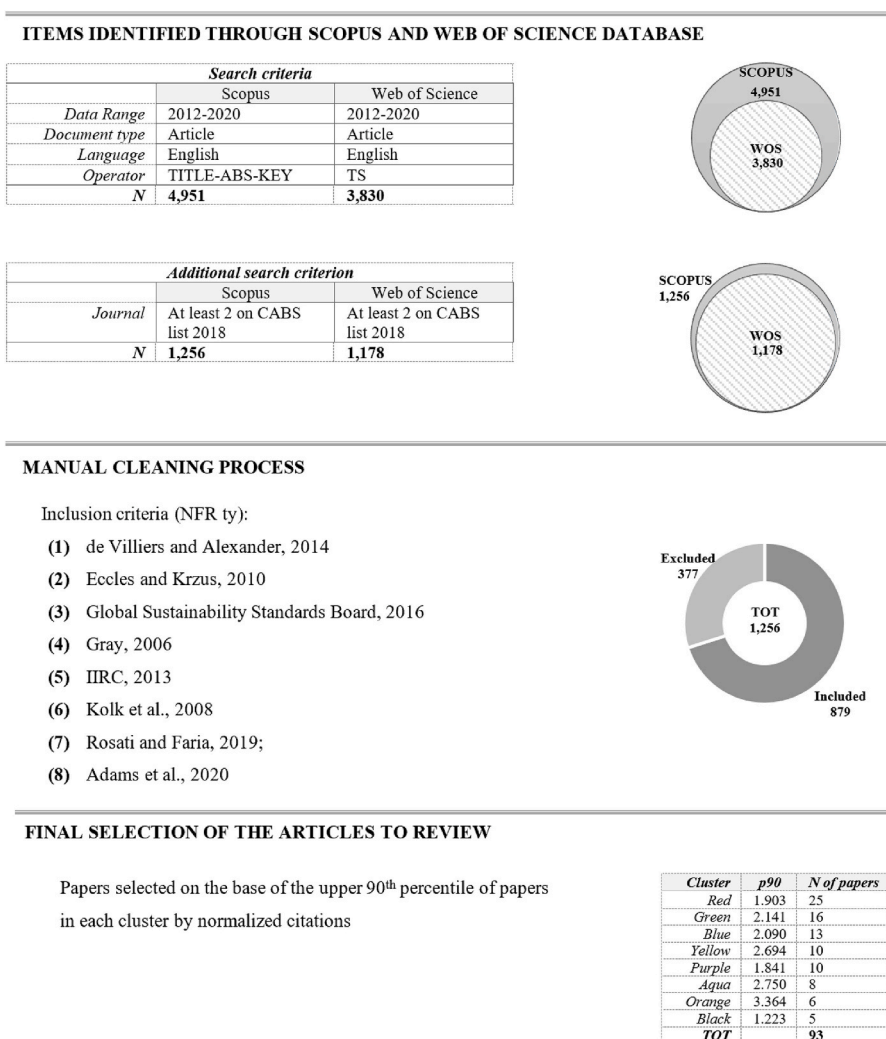 ITEMS IDENTIFIED THROUGH SCOPUS AND WEB OF SCIENCE DATABASE
Search criteria
Scopus Web of Science
Data Range 2012-2020 2012-2020
Document type Article Article
Language English English
Operator TITLE-ABS-KEY TS
N 4,951 3,830
SCOPUS
4,951
WOS
3,830
Additional search criterion
Scopus Web of Science
Journal At least 2 on CABS At least 2 on CABS
list 2018 list 2018
N 1,256 1,178
SCOPUS
1,256
WOS
1,178
MANUAL CLEANING PROCESS
Inclusion criteria (NFR ty):
(1) de Villiers and Alexander, 2014
(2) Eccles and Krzus, 2010
(3) Global Sustainability Standards Board, 2016
(4) Gray, 2006
(5) IIRC, 2013
(6) Kolk et al., 2008
(7) Rosati and Faria, 2019;
(8) Adams et al., 2020
Excluded
377
TOT
1,256
Included
879
FINAL SELECTION OF THE ARTICLES TO REVIEW
Papers selected on the base of the upper 90th percentile of papers
in each cluster by normalized citations
Cluster p90 N of papers
Red 1.903 25
Green 2.141 16
Blue 2.090 13
Yellow 2.694 10
Purple 1.841 10
Aqua 2.750 8
Orange 3.364 6
Black 1.223 5
TOT 93